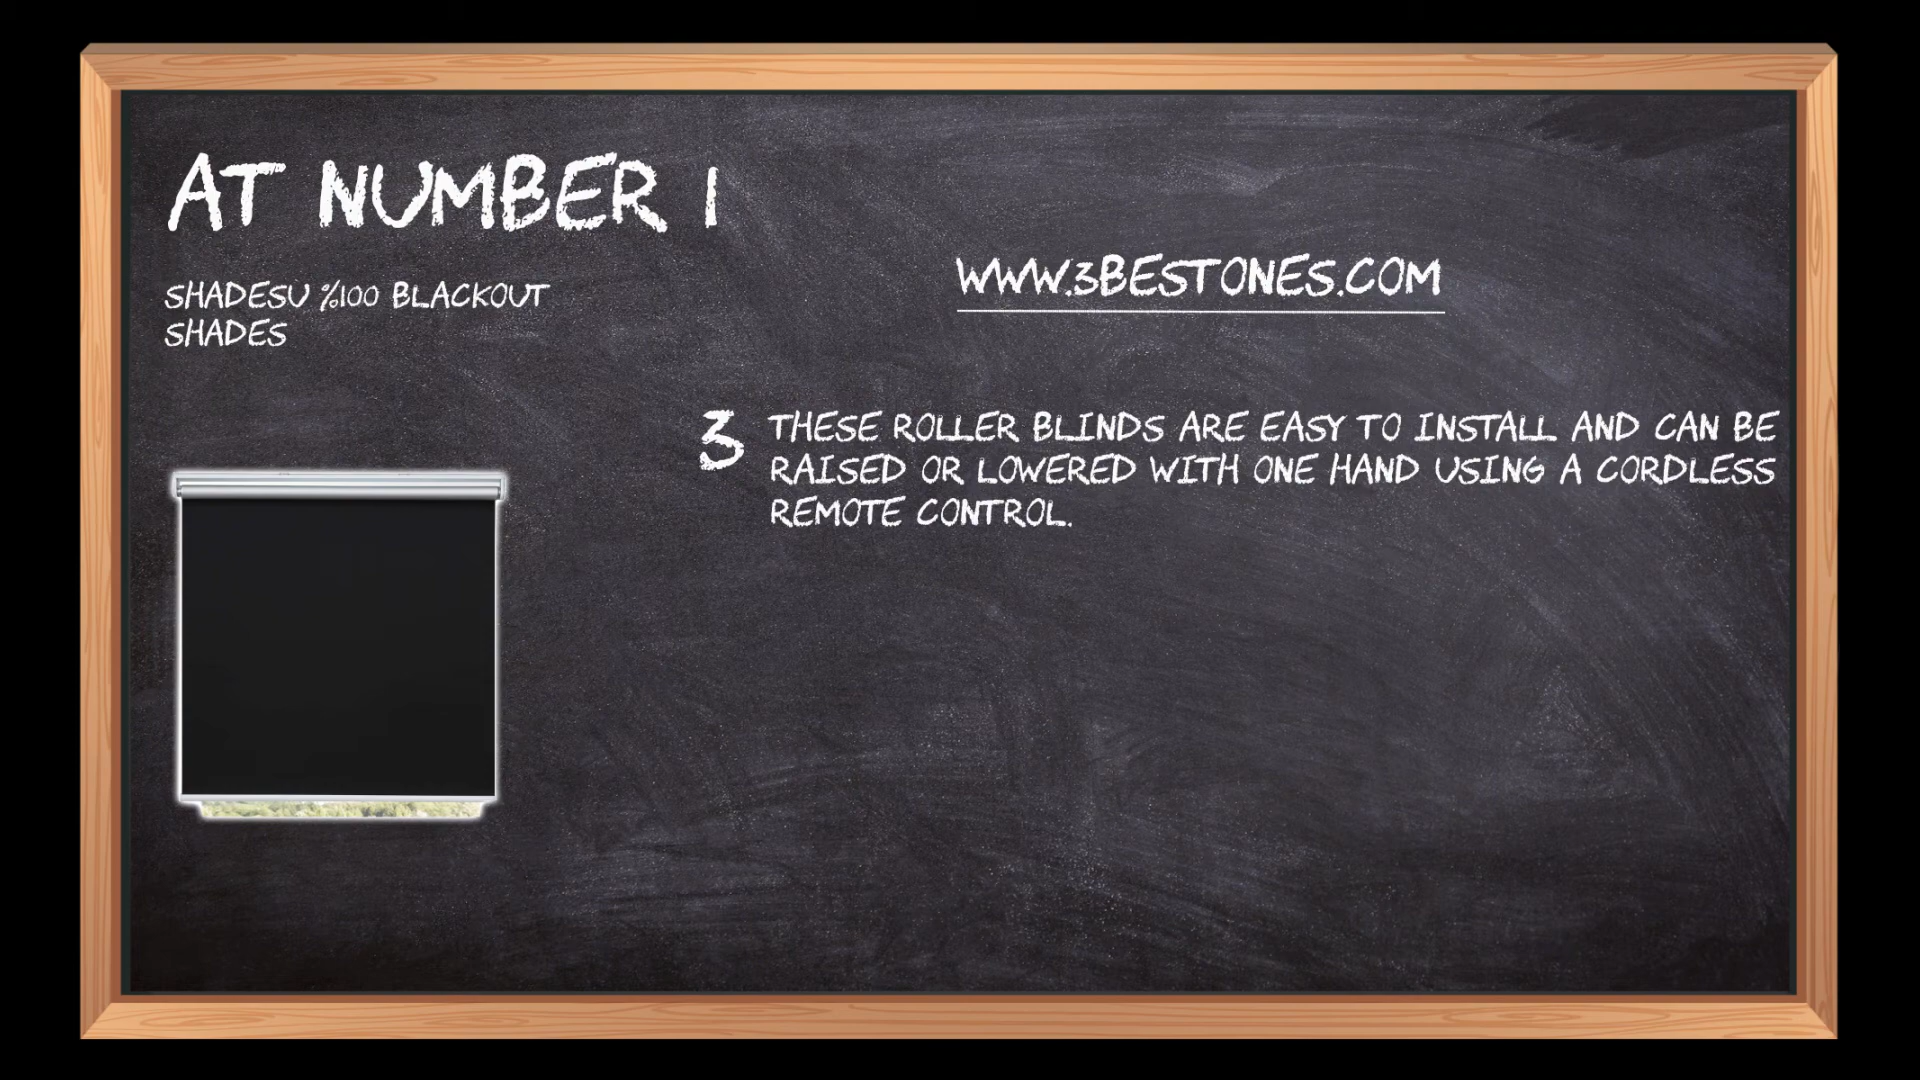 AT NUMBER 1
SHADESU %100 BLACKOUT
SHADES
WWW.3BESTONES.COM
3 THESE ROLLER BLINDS ARE EASY TO INSTALL AND CAN BE
RAISED OR LOWERED WITH ONE HAND USING A CORDLESS
REMOTE CONTROL.